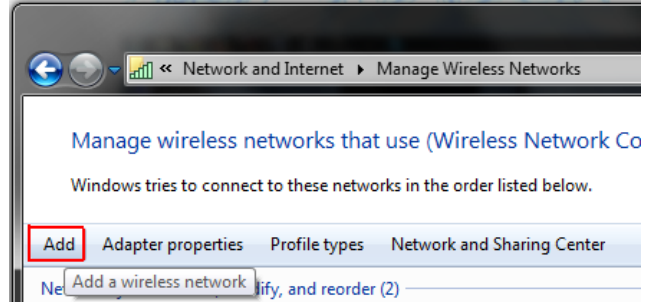 « Network and Internet ▸ Manage Wireless Networks
Manage wireless networks that use (Wireless Network Co
Windows tries to connect to these networks in the order listed below.
Add Adapter properties Profile types Network and Sharing Center
Add a wireless network
and reorder (2)